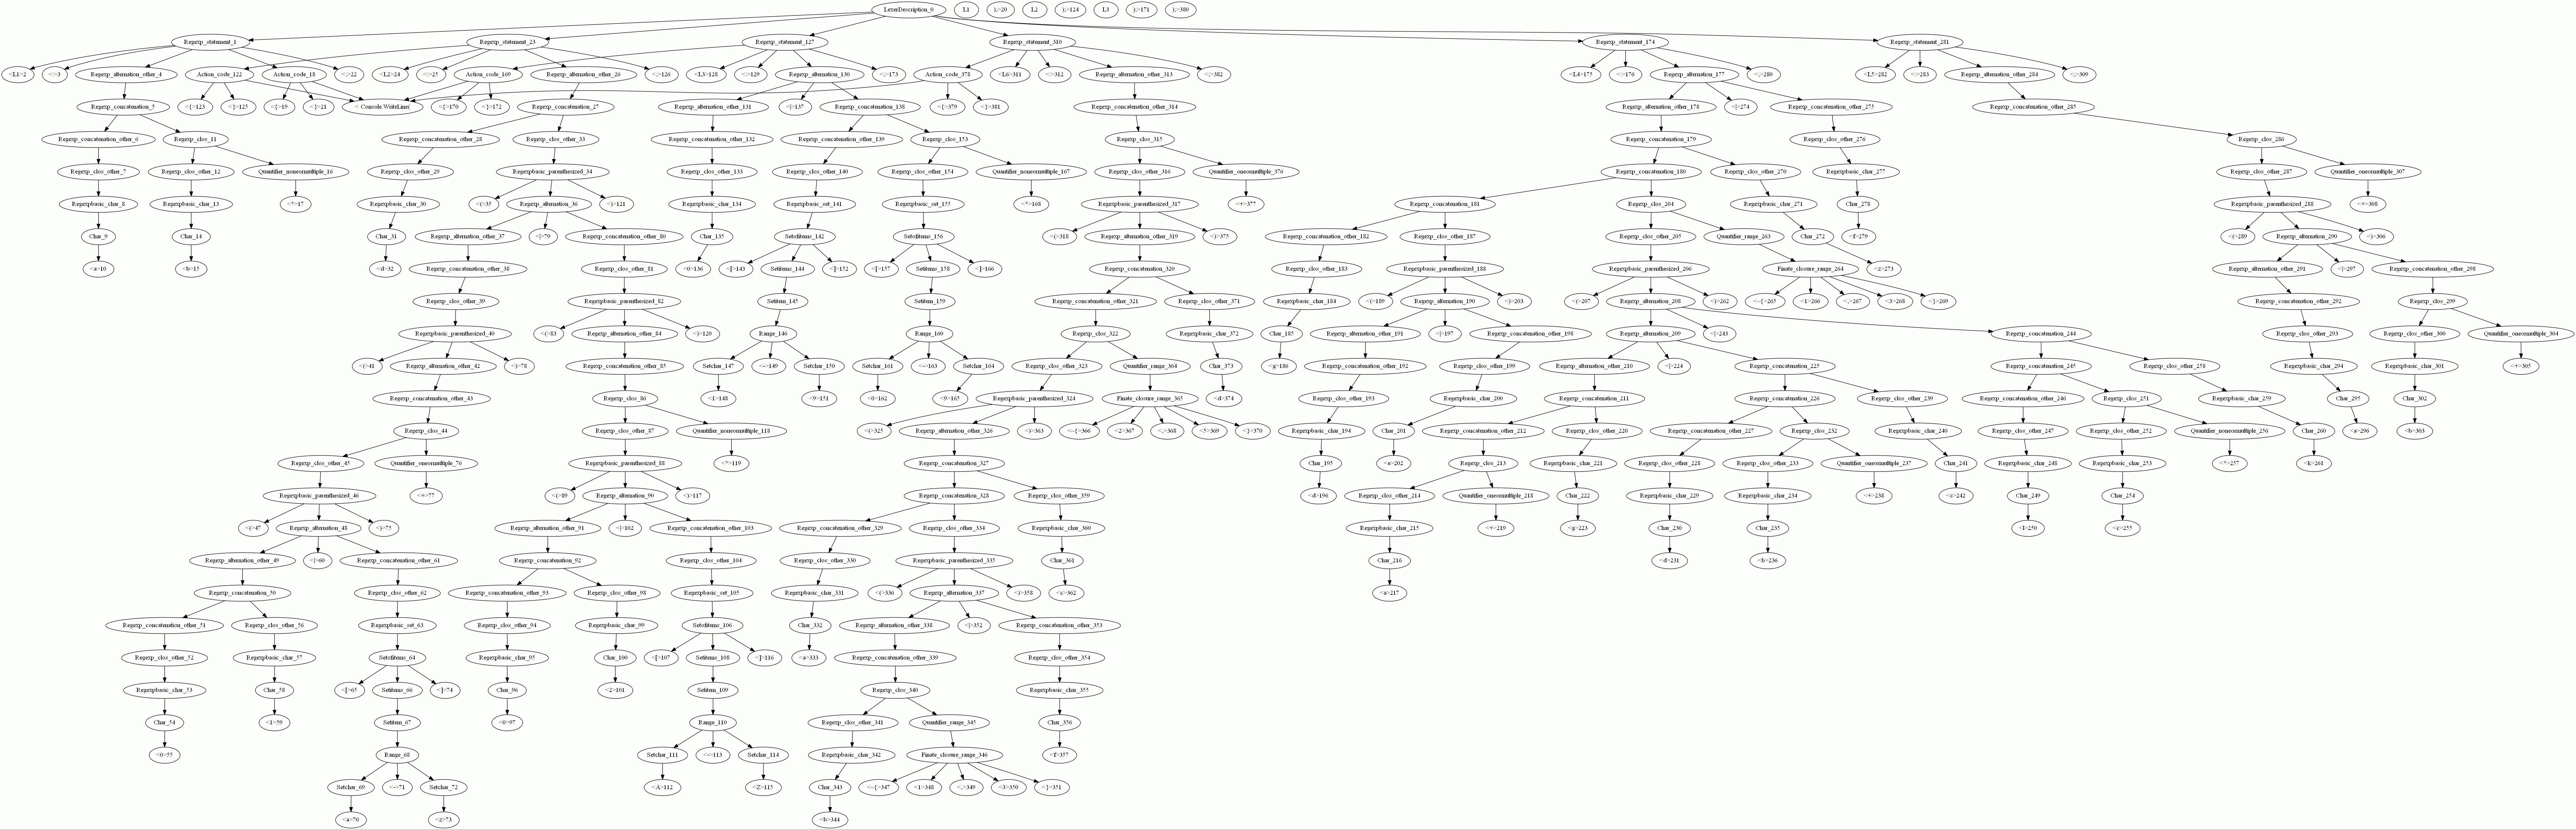 LexerDescription_0 L1 );>20 L2 );>124 L3 );>171 );>380
Regexp_statement_1 Regexp_statement_23 Regexp_statement_127 Regexp_statement_310 Regexp_statement_174 Regexp_statement_281
<L1>2 <:>3 Regexp_alternation_other_4 Action_code_122 Action_code_18 <;>22 <L2>24 <:>25 Action_code_169 Regexp_alternation_other_26 <;>126 <L3>128 <:>129 Regexp_alternation_130 <;>173 Action_code_378 <L6>311 <:>312 Regexp_alternation_other_313 <;>382 <L4>175 <:>176 Regexp_alternation_177 <;>280 <L5>282 <:>283 Regexp_alternation_other_284 <;>309
Regexp_concatenation_5 <{>123 <}>125 <{>19 <}>21 < Console.WriteLine( <{>170 <}>172 Regexp_concatenation_27 Regexp_alternation_other_131 <|>137 Regexp_concatenation_138 <{>379 <}>381 Regexp_concatenation_other_314 Regexp_alternation_other_178 <|>274 Regexp_concatenation_other_275 Regexp_concatenation_other_285
Regexp_concatenation_other_6 Regexp_clos_11 Regexp_concatenation_other_28 Regexp_clos_other_33 Regexp_concatenation_other_132 Regexp_concatenation_other_139 Regexp_clos_153 Regexp_clos_315 Regexp_concatenation_179 Regexp_clos_other_276 Regexp_clos_286
Regexp_clos_other_7 Regexp_clos_other_12 Quantifier_noneormultiple_16 Regexp_clos_other_29 Regexpbasic_parenthesized_34 Regexp_clos_other_133 Regexp_clos_other_140 Regexp_clos_other_154 Quantifier_noneormultiple_167 Regexp_clos_other_316 Quantifier_oneormultiple_376 Regexp_concatenation_180 Regexp_clos_other_270 Regexpbasic_char_277 Regexp_clos_other_287 Quantifier_oneormultiple_307
Regexpbasic_char_8 Regexpbasic_char_13 <*>17 Regexpbasic_char_30 <(>35 Regexp_alternation_36 <)>121 Regexpbasic_char_134 Regexpbasic_set_141 Regexpbasic_set_155 <*>168 Regexpbasic_parenthesized_317 <+>377 Regexp_concatenation_181 Regexp_clos_204 Regexpbasic_char_271 Char_278 Regexpbasic_parenthesized_288 <+>308
Char_9 Char_14 Char_31 Regexp_alternation_other_37 <|>79 Regexp_concatenation_other_80 Char_135 Setofitems_142 Setofitems_156 <(>318 Regexp_alternation_other_319 <)>375 Regexp_concatenation_other_182 Regexp_clos_other_187 Regexp_clos_other_205 Quantifier_range_263 Char_272 <f>279 <(>289 Regexp_alternation_290 <)>306
<a>10 <b>15 <d>32 Regexp_concatenation_other_38 Regexp_clos_other_81 <0>136 <[>143 Setitems_144 <]>152 <[>157 Setitems_158 <]>166 Regexp_concatenation_320 Regexp_clos_other_183 Regexpbasic_parenthesized_188 Regexpbasic_parenthesized_206 Finate_closure_range_264 <z>273 Regexp_alternation_other_291 <|>297 Regexp_concatenation_other_298
Regexp_clos_other_39 Regexpbasic_parenthesized_82 Setitem_145 Setitem_159 Regexp_concatenation_other_321 Regexp_clos_other_371 Regexpbasic_char_184 <(>189 Regexp_alternation_190 <)>203 <(>207 Regexp_alternation_208 <)>262 <-{>265 <1>266 <,>267 <3>268 <}>269 Regexp_concatenation_other_292 Regexp_clos_299
Regexpbasic_parenthesized_40 <(>83 Regexp_alternation_other_84 <)>120 Range_146 Range_160 Regexp_clos_322 Regexpbasic_char_372 Char_185 Regexp_alternation_other_191 <|>197 Regexp_concatenation_other_198 Regexp_alternation_209 <|>243 Regexp_concatenation_244 Regexp_clos_other_293 Regexp_clos_other_300 Quantifier_oneormultiple_304
<(>41 Regexp_alternation_other_42 <)>78 Regexp_concatenation_other_85 Setchar_147 <->149 Setchar_150 Setchar_161 <->163 Setchar_164 Regexp_clos_other_323 Quantifier_range_364 Char_373 <g>186 Regexp_concatenation_other_192 Regexp_clos_other_199 Regexp_alternation_other_210 <|>224 Regexp_concatenation_225 Regexp_concatenation_245 Regexp_clos_other_258 Regexpbasic_char_294 Regexpbasic_char_301 <+>305
Regexp_concatenation_other_43 Regexp_clos_86 <1>148 <9>151 <0>162 <9>165 Regexpbasic_parenthesized_324 Finate_closure_range_365 <d>374 Regexp_clos_other_193 Regexpbasic_char_200 Regexp_concatenation_211 Regexp_concatenation_226 Regexp_clos_other_239 Regexp_concatenation_other_246 Regexp_clos_251 Regexpbasic_char_259 Char_295 Char_302
Regexp_clos_44 Regexp_clos_other_87 Quantifier_noneormultiple_118 <(>325 Regexp_alternation_other_326 <)>363 <-{>366 <2>367 <,>368 <5>369 <}>370 Regexpbasic_char_194 Char_201 Regexp_concatenation_other_212 Regexp_clos_other_220 Regexp_concatenation_other_227 Regexp_clos_232 Regexpbasic_char_240 Regexp_clos_other_247 Regexp_clos_other_252 Quantifier_noneormultiple_256 Char_260 <a>296 <b>303
Regexp_clos_other_45 Quantifier_oneormultiple_76 Regexpbasic_parenthesized_88 <*>119 Regexp_concatenation_327 Char_195 <e>202 Regexp_clos_213 Regexpbasic_char_221 Regexp_clos_other_228 Regexp_clos_other_233 Quantifier_oneormultiple_237 Char_241 Regexpbasic_char_248 Regexpbasic_char_253 <*>257 <k>261
Regexpbasic_parenthesized_46 <+>77 <(>89 Regexp_alternation_90 <)>117 Regexp_concatenation_328 Regexp_clos_other_359 <d>196 Regexp_clos_other_214 Quantifier_oneormultiple_218 Char_222 Regexpbasic_char_229 Regexpbasic_char_234 <+>238 Char_249 Char_254
<(>47 Regexp_alternation_48 <)>75 Regexp_alternation_other_91 <|>102 Regexp_concatenation_other_103 Regexp_concatenation_other_329 Regexp_clos_other_334 Regexpbasic_char_360 Regexpbasic_char_215 <+>219 <g>223 Char_230 Char_235
Regexp_alternation_other_49 <|>60 Regexp_concatenation_other_61 Regexp_concatenation_92 Regexp_clos_other_104 Regexp_clos_other_330 Regexpbasic_parenthesized_335 Char_361 Char_216 <d>231 <b>236
Regexp_concatenation_50 Regexp_clos_other_62 Regexp_concatenation_other_93 Regexp_clos_other_98 Regexpbasic_set_105 Regexpbasic_char_331 <(>336 Regexp_alternation_337 <)>358 <c>362 <a>217
Regexp_concatenation_other_51 Regexp_clos_other_56 Regexpbasic_set_63 Regexp_clos_other_94 Regexpbasic_char_99 Setofitems_106 Char_332 Regexp_alternation_other_338 <|>352 Regexp_concatenation_other_353
Regexp_clos_other_52 Regexpbasic_char_57 Setofitems_64 Regexpbasic_char_95 Char_100 <[>107 Setitems_108 <]>116 <a>333 Regexp_concatenation_other_339 Regexp_clos_other_354
Regexpbasic_char_53 Char_58 <[>65 Setitems_66 <]>74 Char_96 <2>101 Setitem_109 Regexp_clos_340 Regexpbasic_char_355
Char_54 <1>59 Setitem_67 Range_110 Regexp_clos_other_341 Quantifier_range_345 Char_356
<0>55 Range_68 Setchar_111 <->113 Setchar_114 Regexpbasic_char_342 Finate_closure_range_346 <f>357
Setchar_69 <->71 Setchar_72 <A>112 <Z>115 Char_343 <-{>347 <1>348 <,>349 <3>350 <}>351
<a>70 <z>73 <b>344